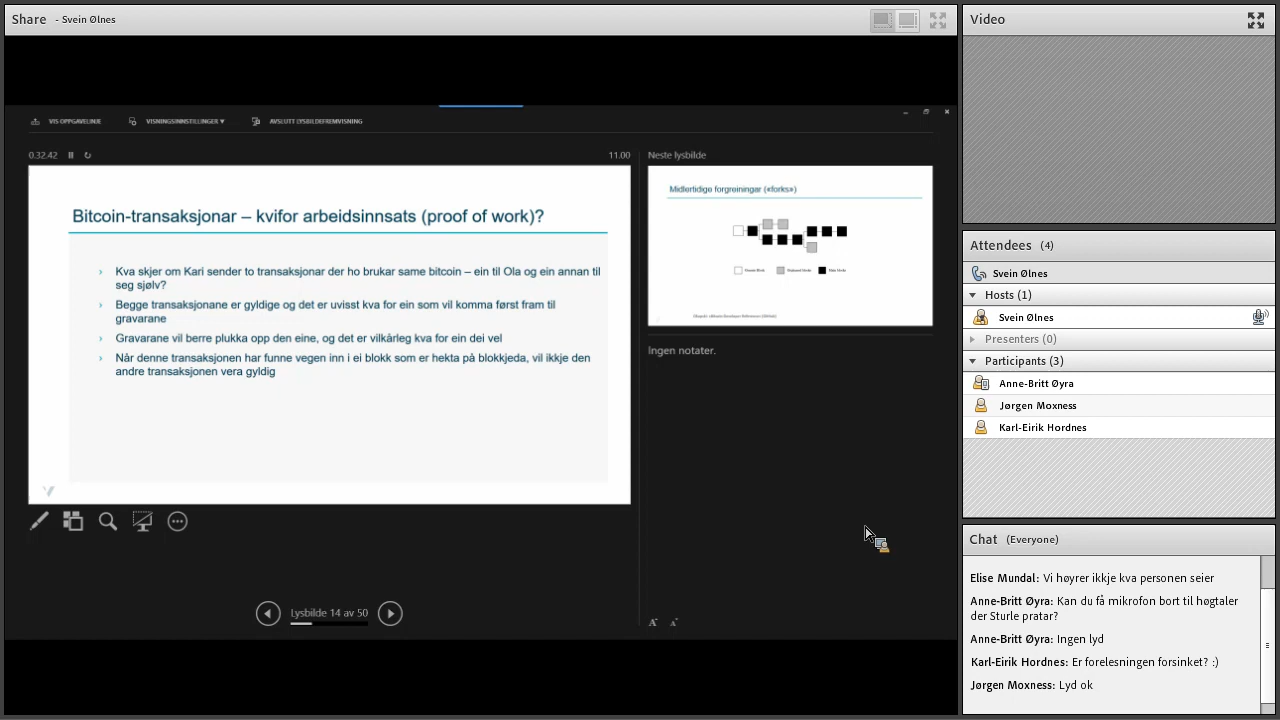 Share - Svein Ølnes
VIS OPPGAVELINJE VISNINGSINNSTILLINGER ▾ AVSLUTT LYSBILDEFREMVISNING
0.32.42 11.00
Bitcoin-transaksjonar – kvifor arbeidsinnsats (proof of work)?
› Kva skjer om Kari sender to transaksjonar der ho brukar same bitcoin – ein til Ola og ein annan til
seg sjølv?
› Begge transaksjonane er gyldige og det er uvisst kva for ein som vil komma først fram til
gravarane
› Gravarane vil berre plukka opp den eine, og det er vilkårleg kva for ein dei vel
› Når denne transaksjonen har funne vegen inn i ei blokk som er hekta på blokkjeda, vil ikkje den
andre transaksjonen vera gyldig
Lysbilde 14 av 50
Neste lysbilde
Midlertidige forgreiningar («forks»)
Ingen notater.
A A
Video
Attendees (4)
Svein Ølnes
Hosts (1)
Svein Ølnes
Presenters (0)
Participants (3)
Anne-Britt Øyra
Jørgen Moxness
Karl-Eirik Hordnes
Chat (Everyone)
Elise Mundal: Vi høyrer ikkje kva personen seier
Anne-Britt Øyra: Kan du få mikrofon bort til høgtaler
der Sturle pratar?
Anne-Britt Øyra: Ingen lyd
Karl-Eirik Hordnes: Er forelesningen forsinket? :)
Jørgen Moxness: Lyd ok